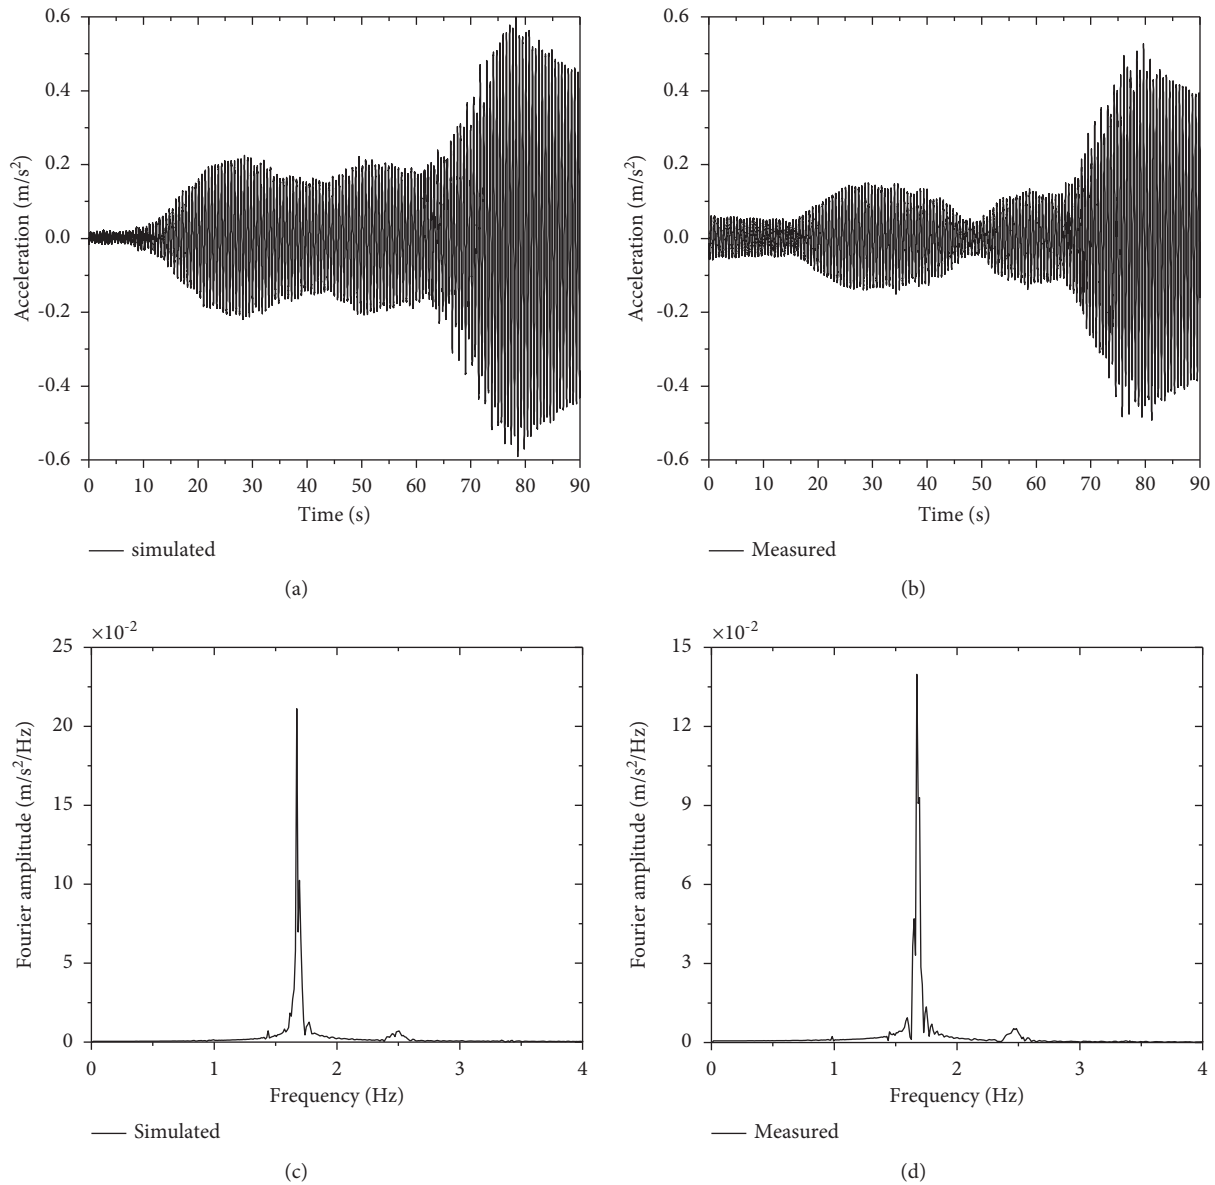 0.6
0.4
0.2
0.0
-0.2
-0.4
-0.6
Acceleration (m/s²)
0 10 20 30 40 50 60 70 80 90
Time (s)
simulated
(a)
0.6
0.4
0.2
0.0
-0.2
-0.4
-0.6
Acceleration (m/s²)
0 10 20 30 40 50 60 70 80 90
Time (s)
Measured
(b)
×10⁻²
25
20
15
10
5
0
Fourier amplitude (m/s²/Hz)
0 1 2 3 4
Frequency (Hz)
Simulated
(c)
×10⁻²
15
12
9
6
3
0
Fourier amplitude (m/s²/Hz)
0 1 2 3 4
Frequency (Hz)
Measured
(d)